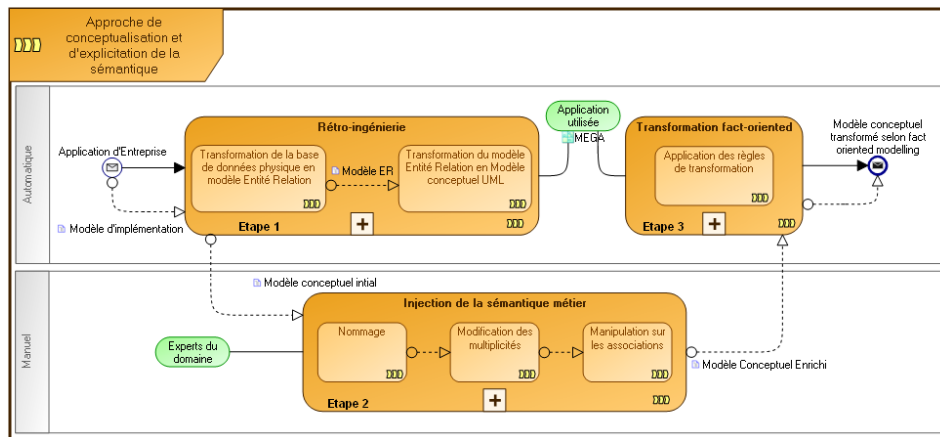 Approche de
conceptualisation et
d'explicitation de la
sémantique
Automatique
Application d'Entreprise
Modèle d'implémentation
Rétro-ingénierie
Transformation de la base
de données physique en
modèle Entité Relation
Modèle ER
Transformation du modèle
Entité Relation en Modèle
conceptuel UML
Etape 1
Application
utilisée
MEGA
Transformation fact-oriented
Application des règles
de transformation
Etape 3
Modèle conceptuel
transformé selon fact
oriented modelling
Manuel
Modèle conceptuel intial
Experts du
domaine
Injection de la sémantique métier
Nommage
Modification des
multiplicités
Manipulation sur
les associations
Etape 2
Modèle Conceptuel Enrichi